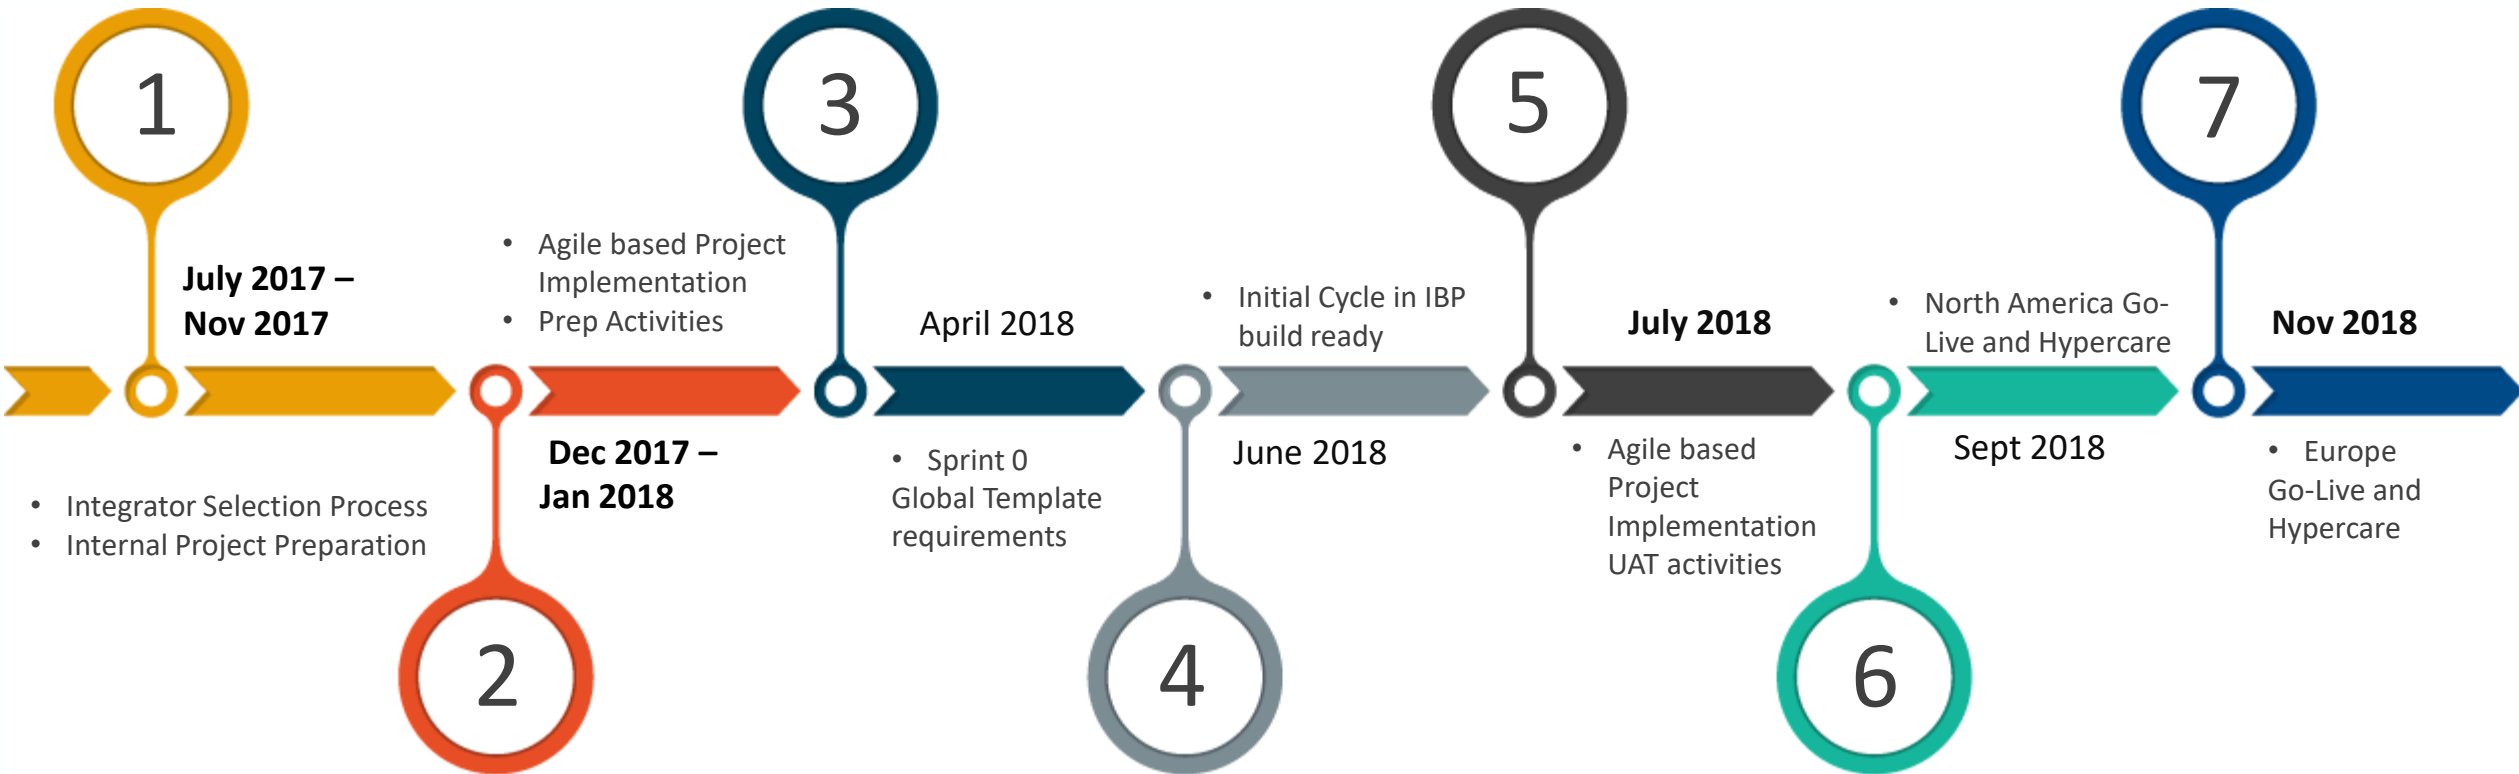 1
July 2017 –
Nov 2017
• Integrator Selection Process
• Internal Project Preparation
• Agile based Project
Implementation
• Prep Activities
Dec 2017 –
Jan 2018
2
3
April 2018
• Sprint 0
Global Template
requirements
• Initial Cycle in IBP
build ready
June 2018
4
5
July 2018
• Agile based
Project
Implementation
UAT activities
• North America Go-
Live and Hypercare
Sept 2018
6
7
Nov 2018
• Europe
Go-Live and
Hypercare